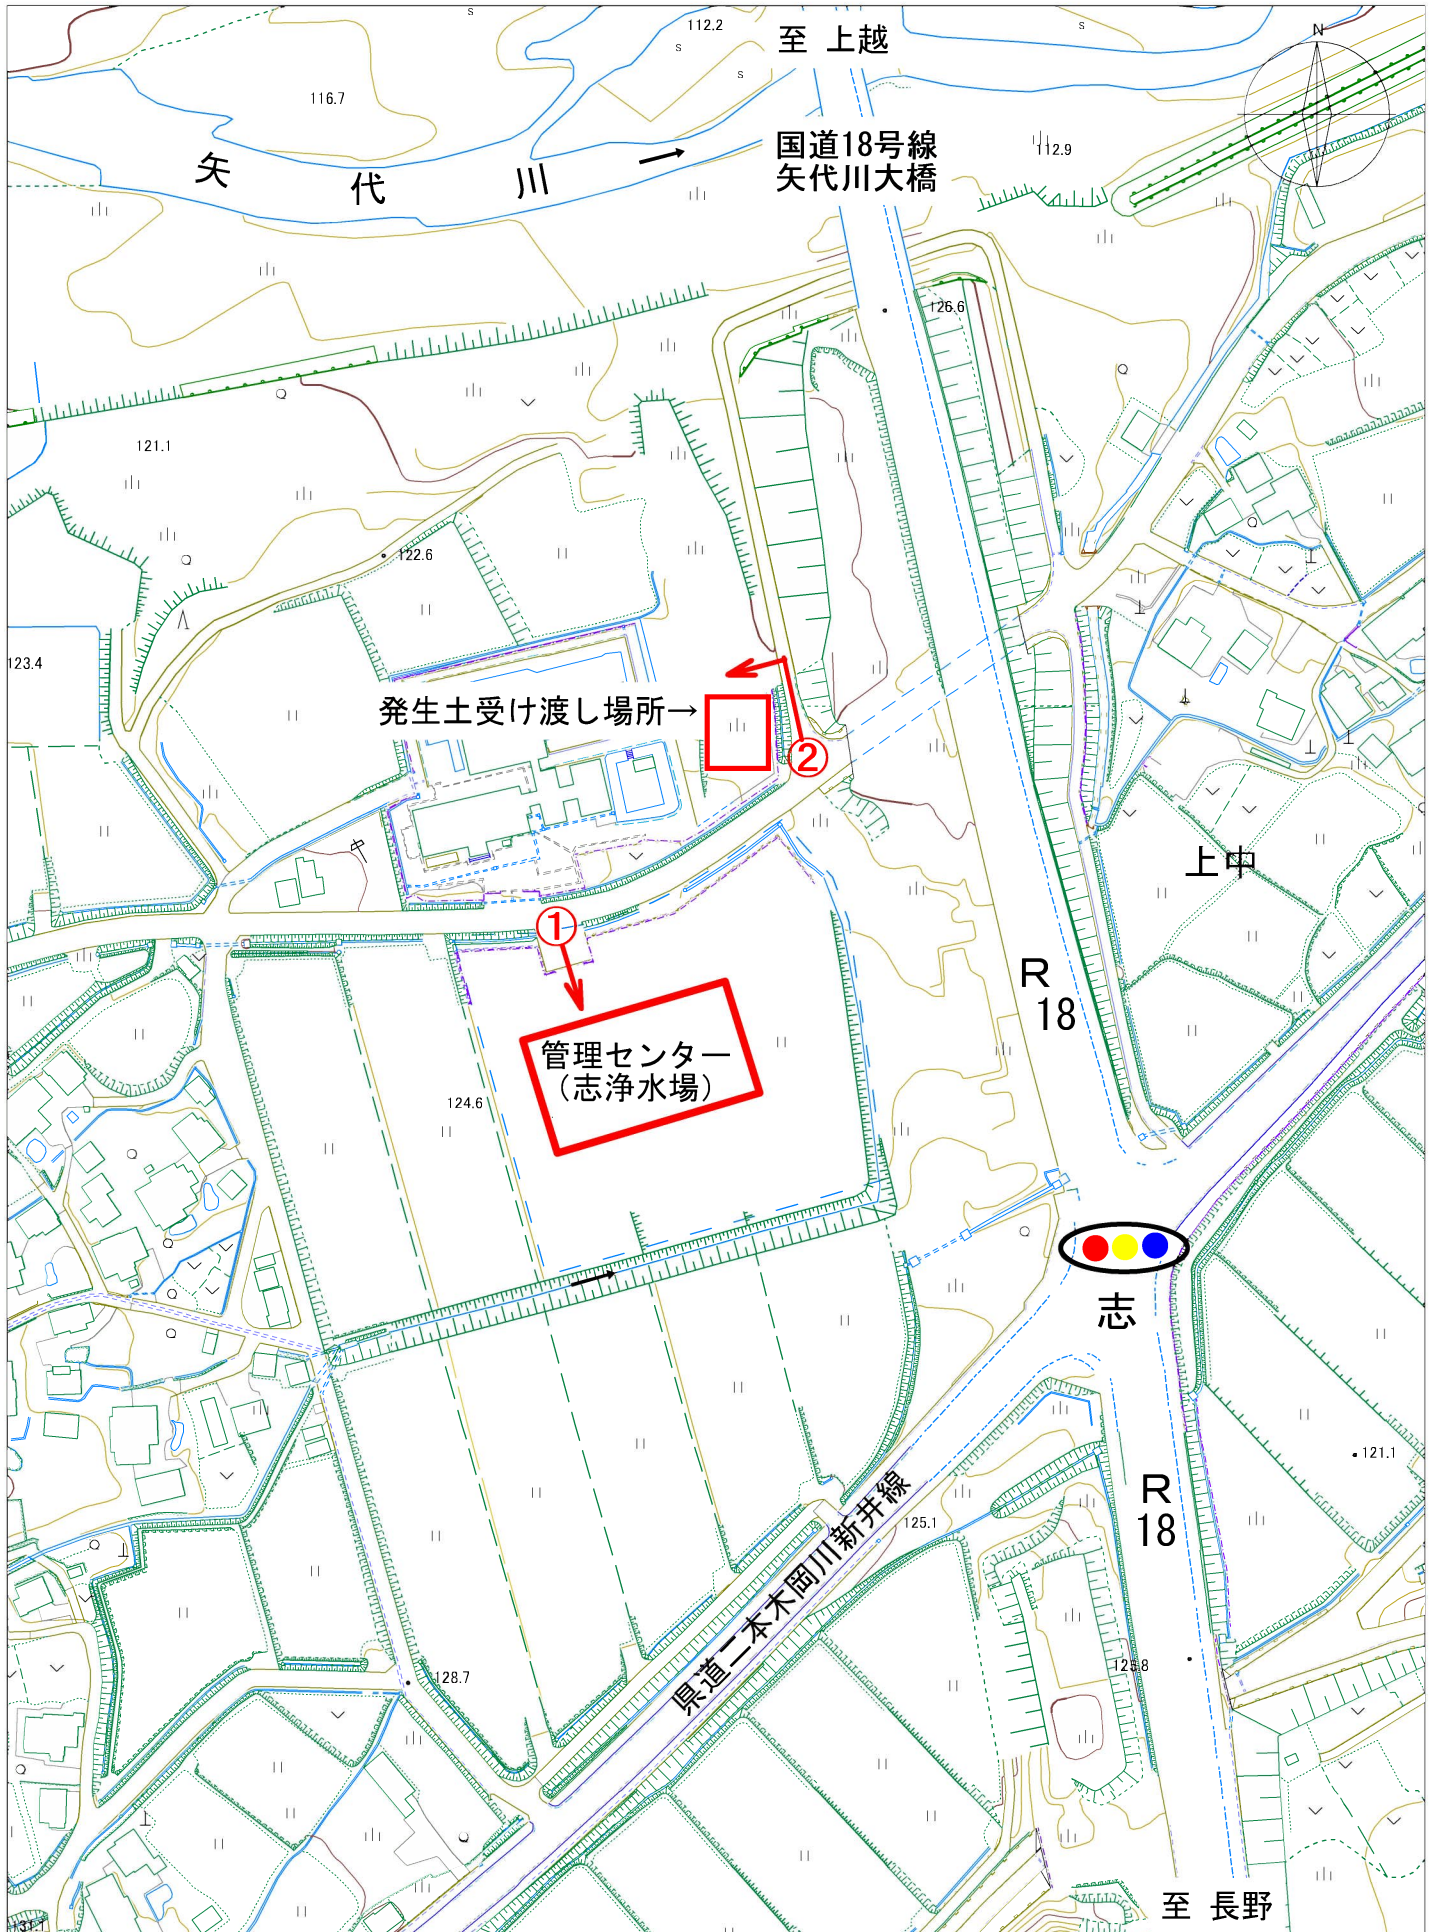 S
112.2
至 上越
S
S
S
N
116.7
国道18号線
矢代川大橋
112.9
矢代川
126.6
121.1
122.6
123.4
発生土受け渡し場所→
②
上中
①
R
18
管理センター
（志浄水場）
124.6
志
121.1
R
18
県道二本木岡川新井線
125.1
128.7
125.8
至 長野
131.1